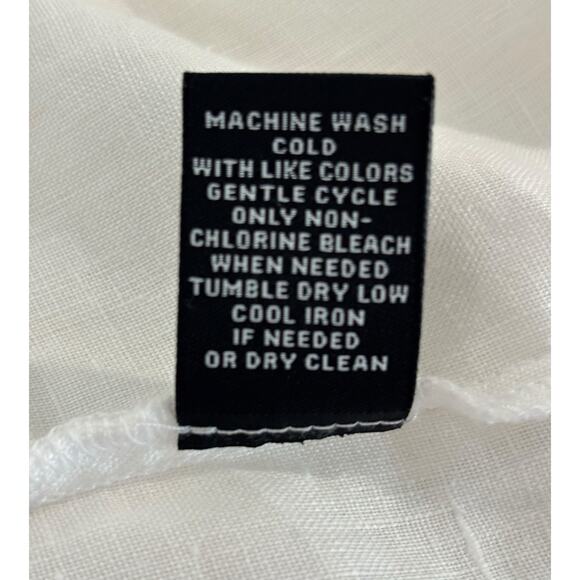 MACHINE WASH
COLD
WITH LIKE COLORS
GENTLE CYCLE
ONLY NON-
CHLORINE BLEACH
WHEN NEEDED
TUMBLE DRY LOW
COOL IRON
IF NEEDED
OR DRY CLEAN